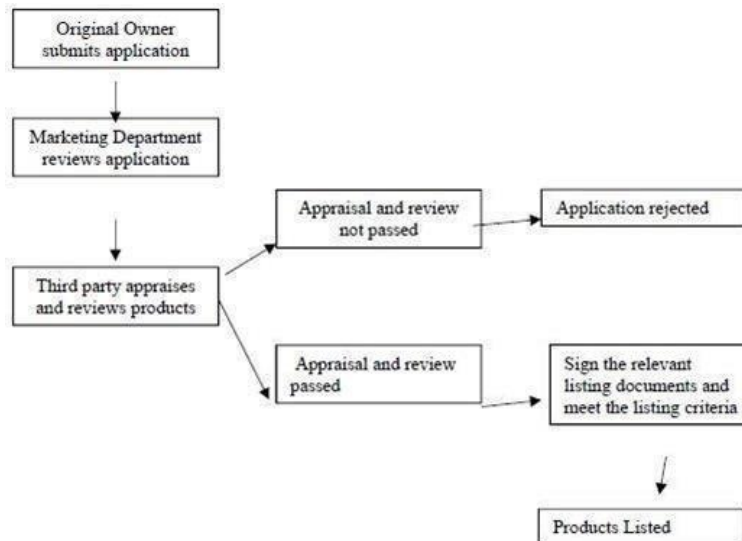 Original Owner
submits application
Marketing Department
reviews application
Appraisal and review
not passed
Application rejected
Third party appraises
and reviews products
Appraisal and review
passed
Sign the relevant
listing documents and
meet the listing criteria
Products Listed